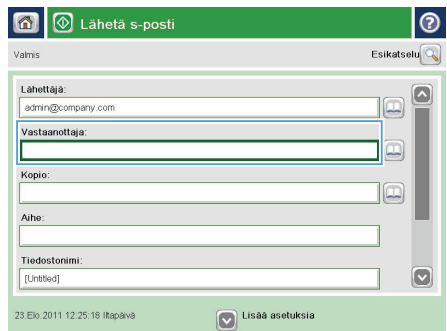 Lähetä s-posti
Valmis
Esikatselu
Lähettäjä:
admin@company.com
Vastaanottaja:
Kopio:
Aihe:
Tiedostonimi:
[Untitled]
23.Elo.2011 12:25:16 Iltapäivä
Lisää asetuksia